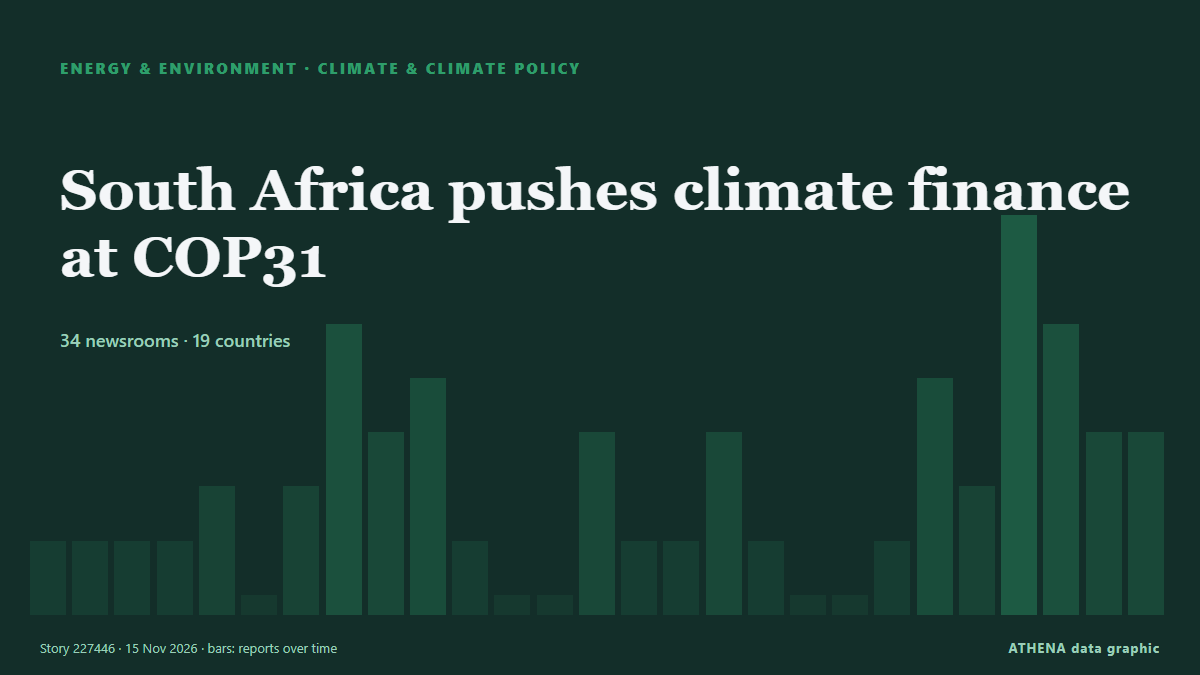 ENERGY & ENVIRONMENT · CLIMATE & CLIMATE POLICY
South Africa pushes climate finance
at COP31
34 newsrooms · 19 countries
Story 227446 · 15 Nov 2026 · bars: reports over time
ATHENA data graphic